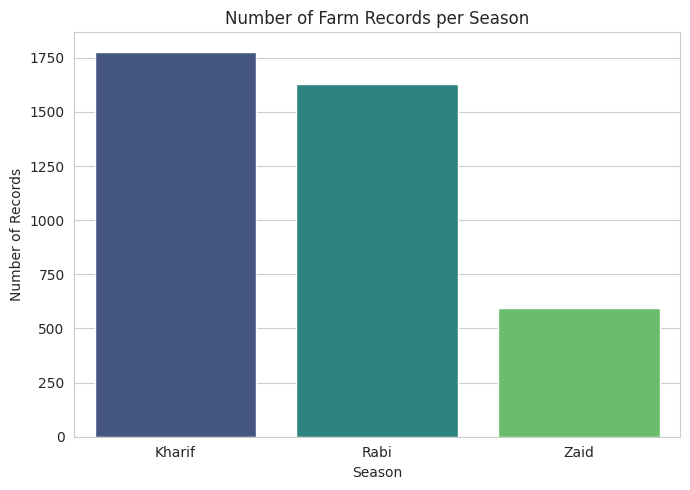 Number of Farm Records per Season
Number of Records
1750
1500
1250
1000
750
500
250
0
Kharif Rabi Zaid
Season